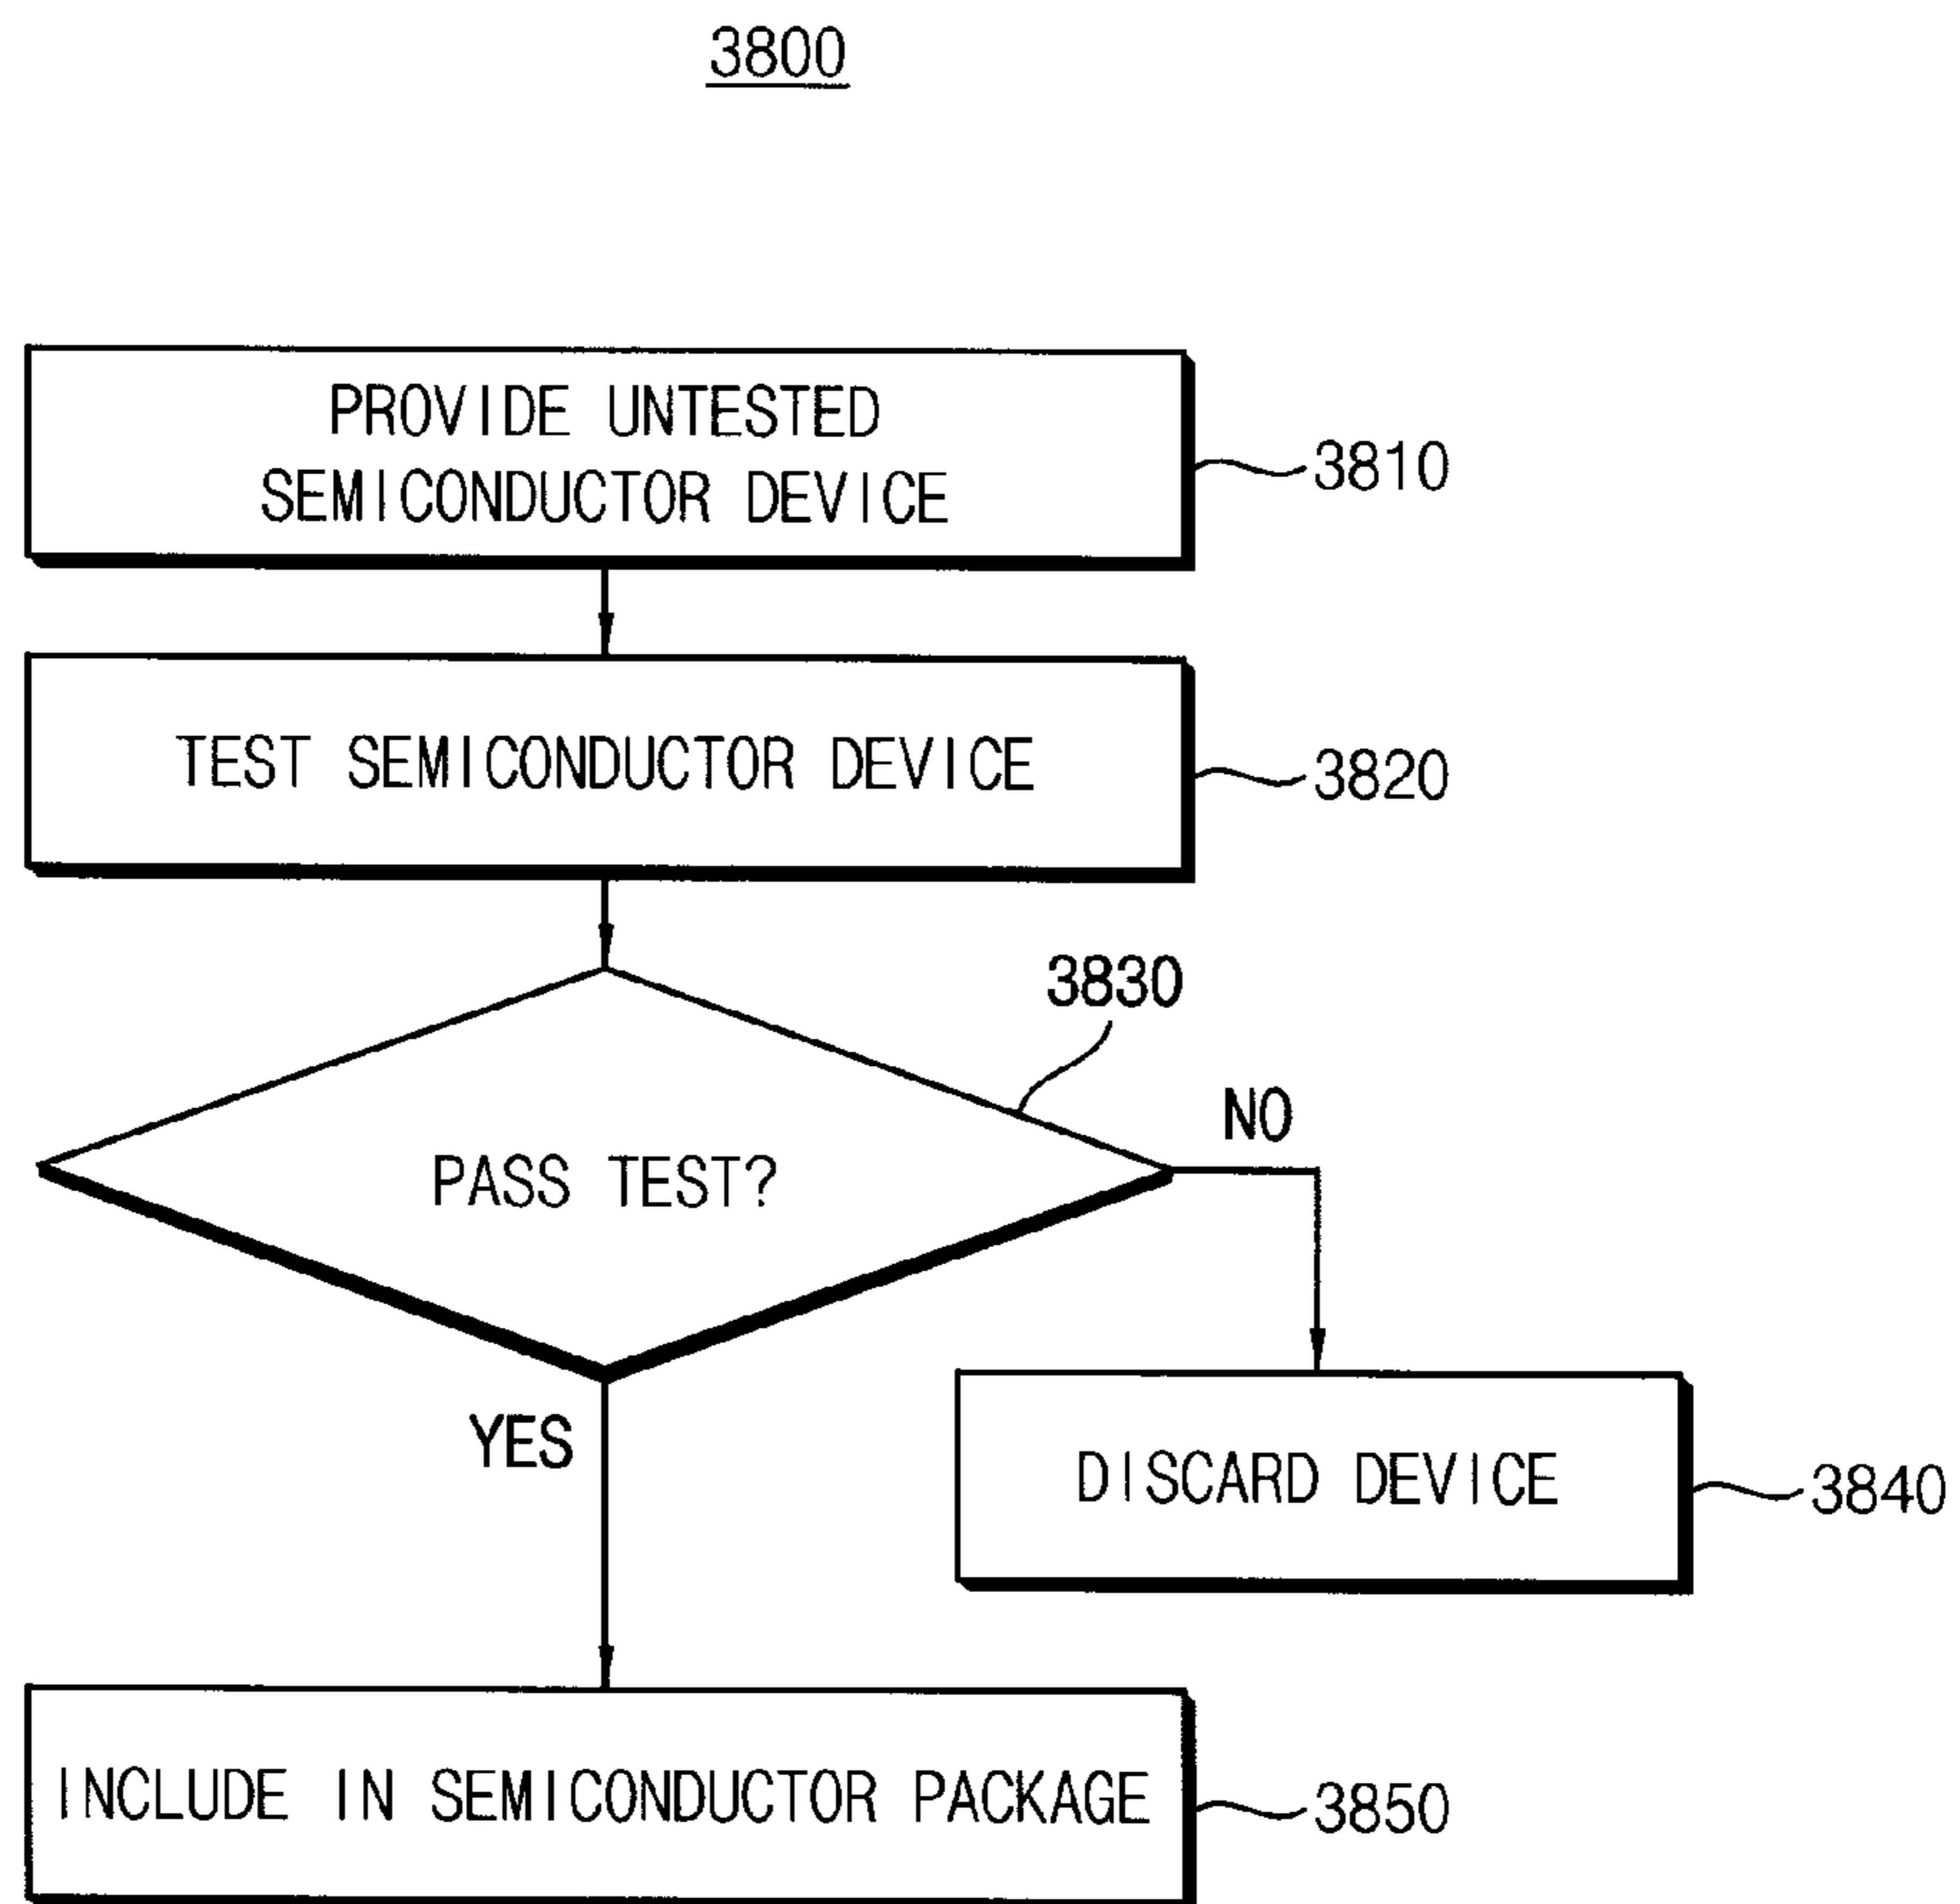 3800
PROVIDE UNTESTED
SEMICONDUCTOR DEVICE
3810
TEST SEMICONDUCTOR DEVICE
3820
3830
PASS TEST?
NO
YES
DISCARD DEVICE
3840
INCLUDE IN SEMICONDUCTOR PACKAGE
3850